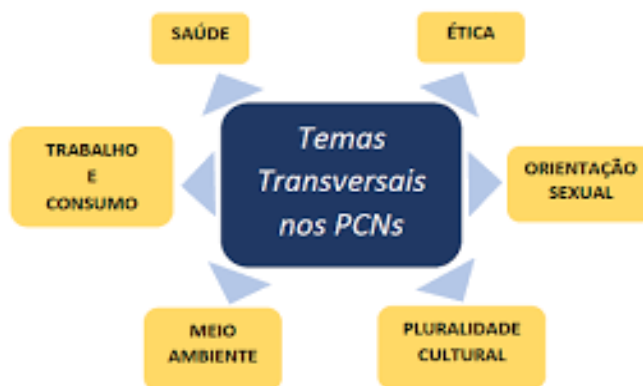 SAÚDE
ÉTICA
Temas
Transversais
nos PCNs
TRABALHO
E
CONSUMO
ORIENTAÇÃO
SEXUAL
MEIO
AMBIENTE
PLURALIDADE
CULTURAL